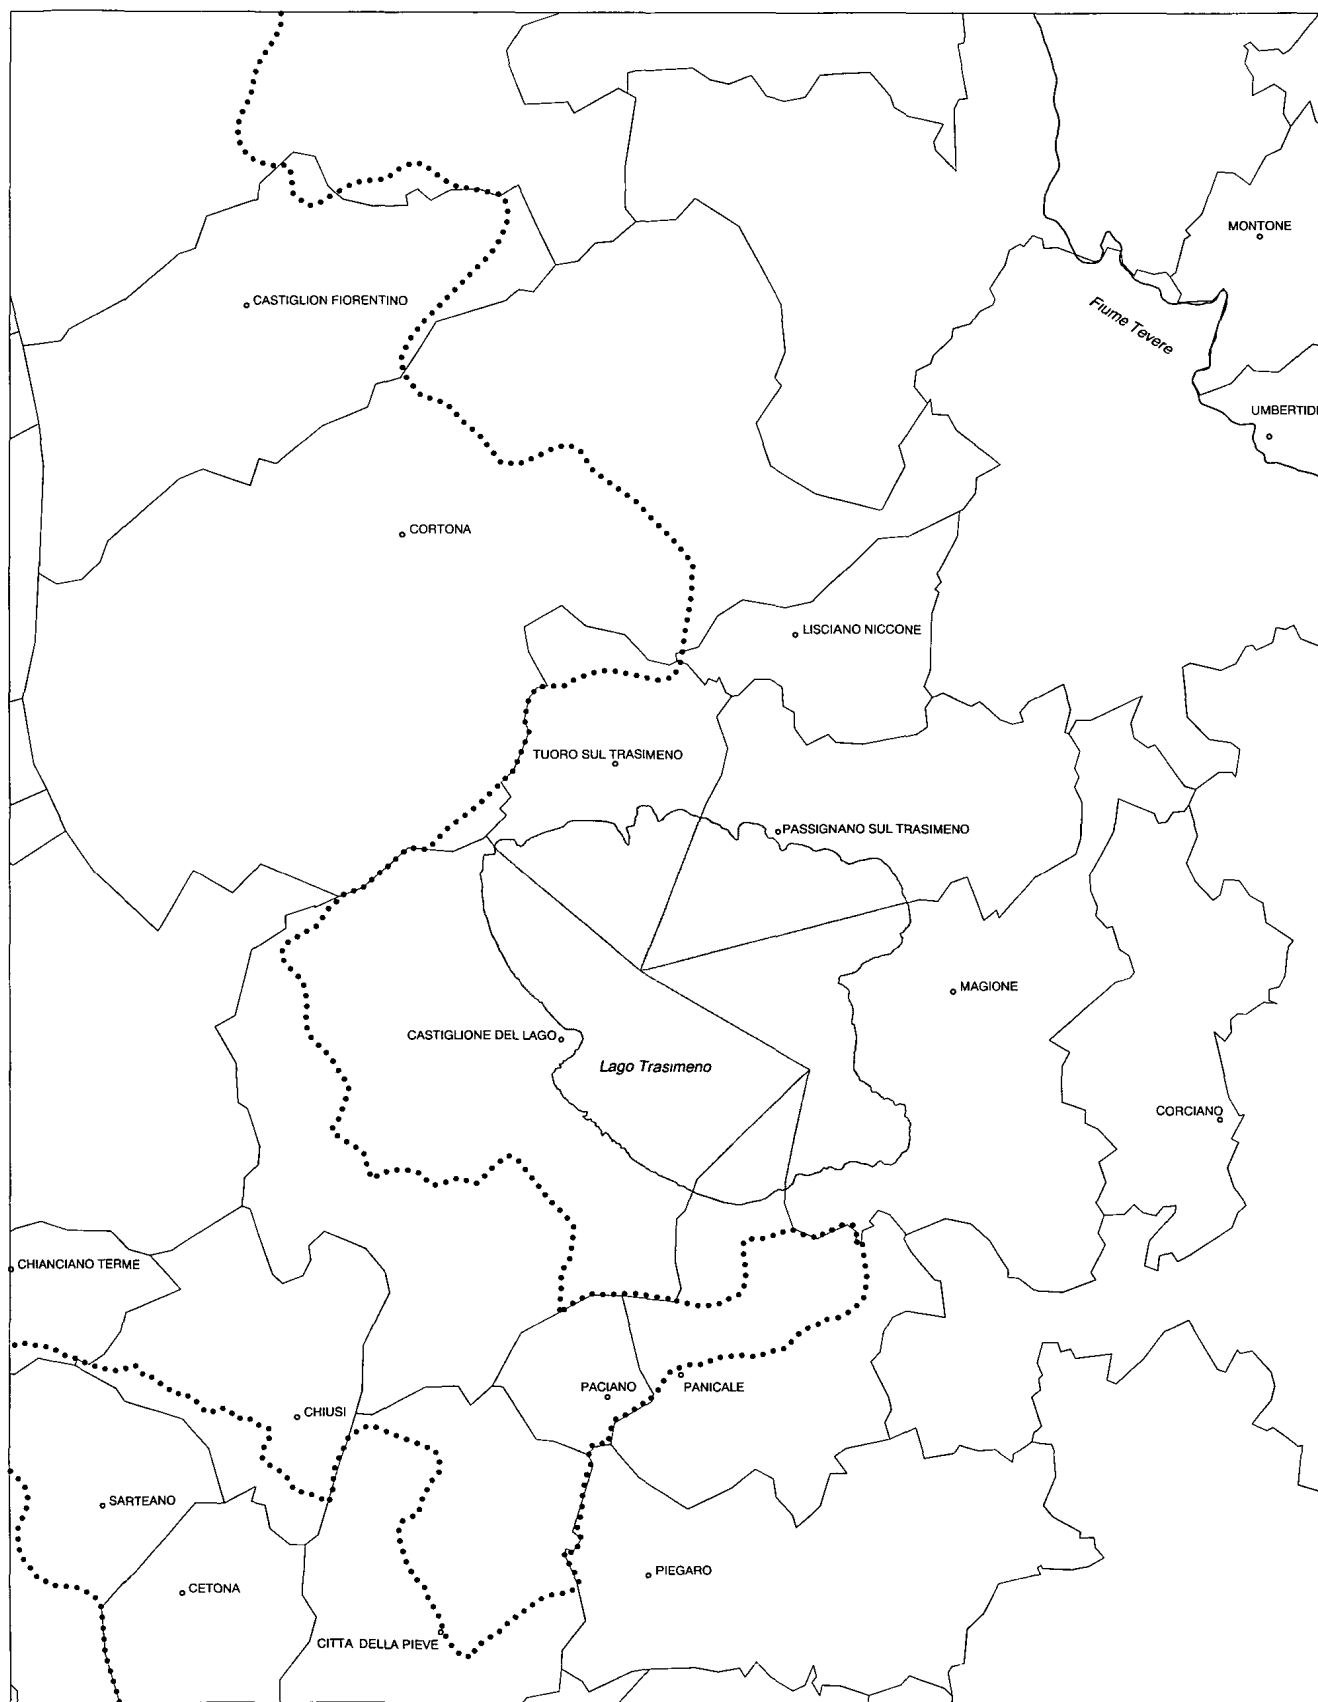 MONTONE
CASTIGLION FIORENTINO
Fiume Tevere
UMBERTID
CORTONA
LISCIANO NICCONE
TUORO SUL TRASIMENO
PASSIGNANO SUL TRASIMENO
MAGIONE
CASTIGLIONE DEL LAGO
Lago Trasimeno
CORCIANO
CHIANCIANO TERME
PACIANO
PANICALE
CHIUSI
SARTEANO
PIEGARO
CETONA
CITTA DELLA PIEVE